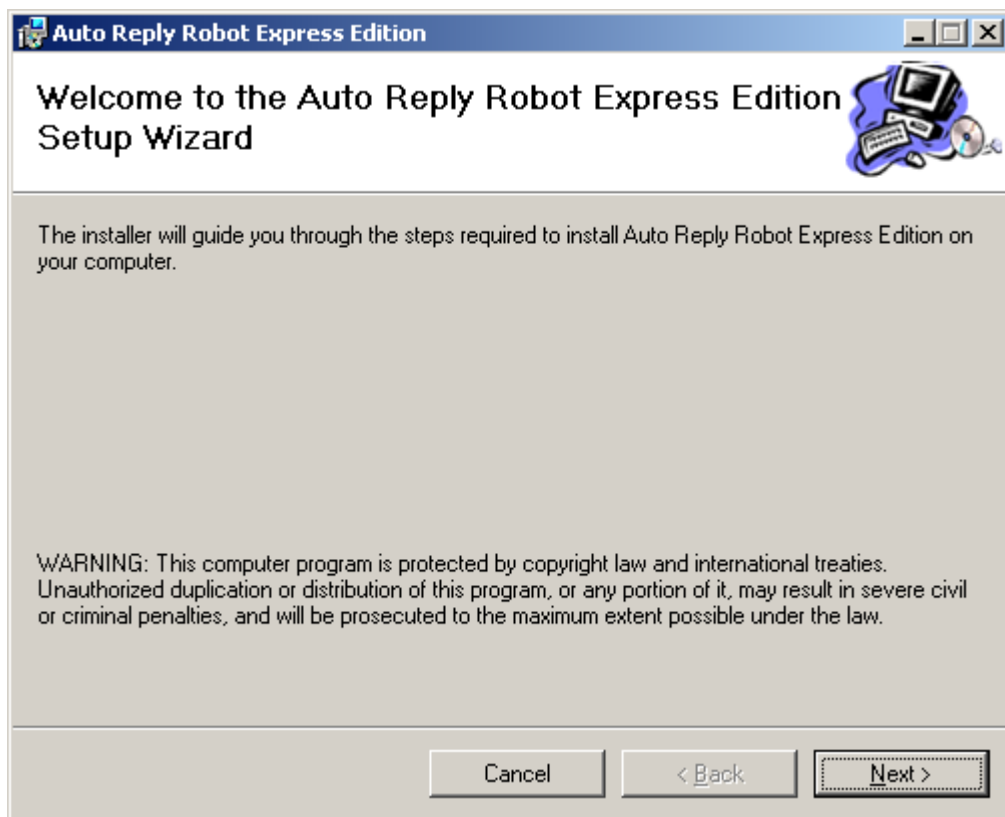 Auto Reply Robot Express Edition
Welcome to the Auto Reply Robot Express Edition
Setup Wizard
The installer will guide you through the steps required to install Auto Reply Robot Express Edition on
your computer.
WARNING: This computer program is protected by copyright law and international treaties.
Unauthorized duplication or distribution of this program, or any portion of it, may result in severe civil
or criminal penalties, and will be prosecuted to the maximum extent possible under the law.
Cancel
< Back
Next >